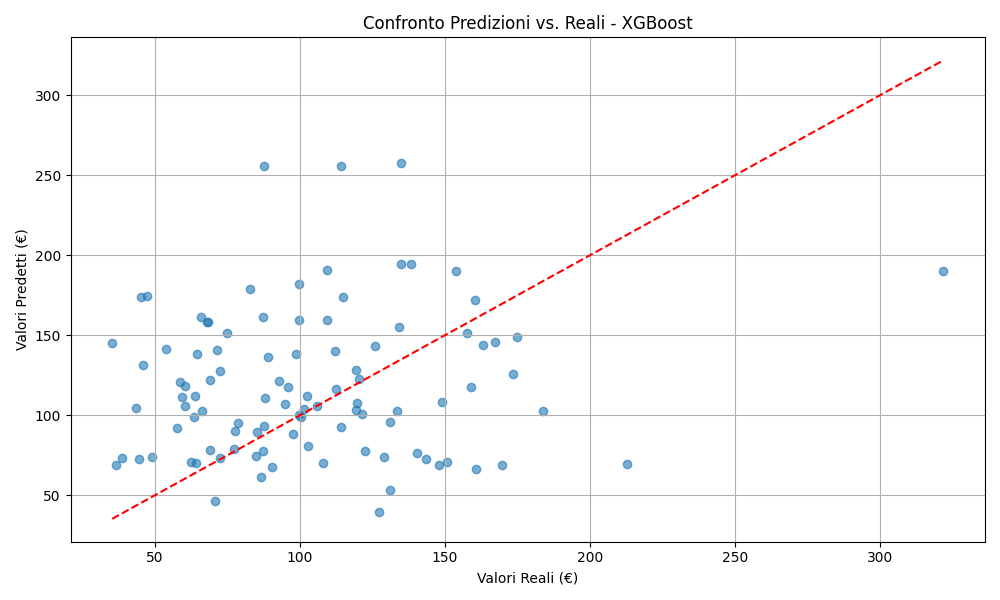 Confronto Predizioni vs. Reali - XGBoost
Valori Predetti (€)
300
250
200
150
100
50
50 100 150 200 250 300
Valori Reali (€)